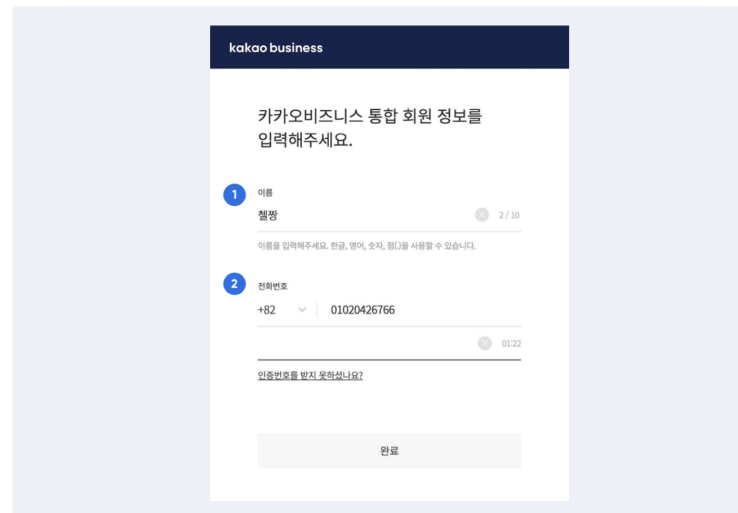 kakao business
카카오비즈니스 통합 회원 정보를
입력해주세요.
1
이름
첼짱
2 / 10
이름을 입력해주세요. 한글, 영어, 숫자, 점(.)을 사용할 수 있습니다.
2
전화번호
+82 01020426766
01:22
인증번호를 받지 못하셨나요?
완료